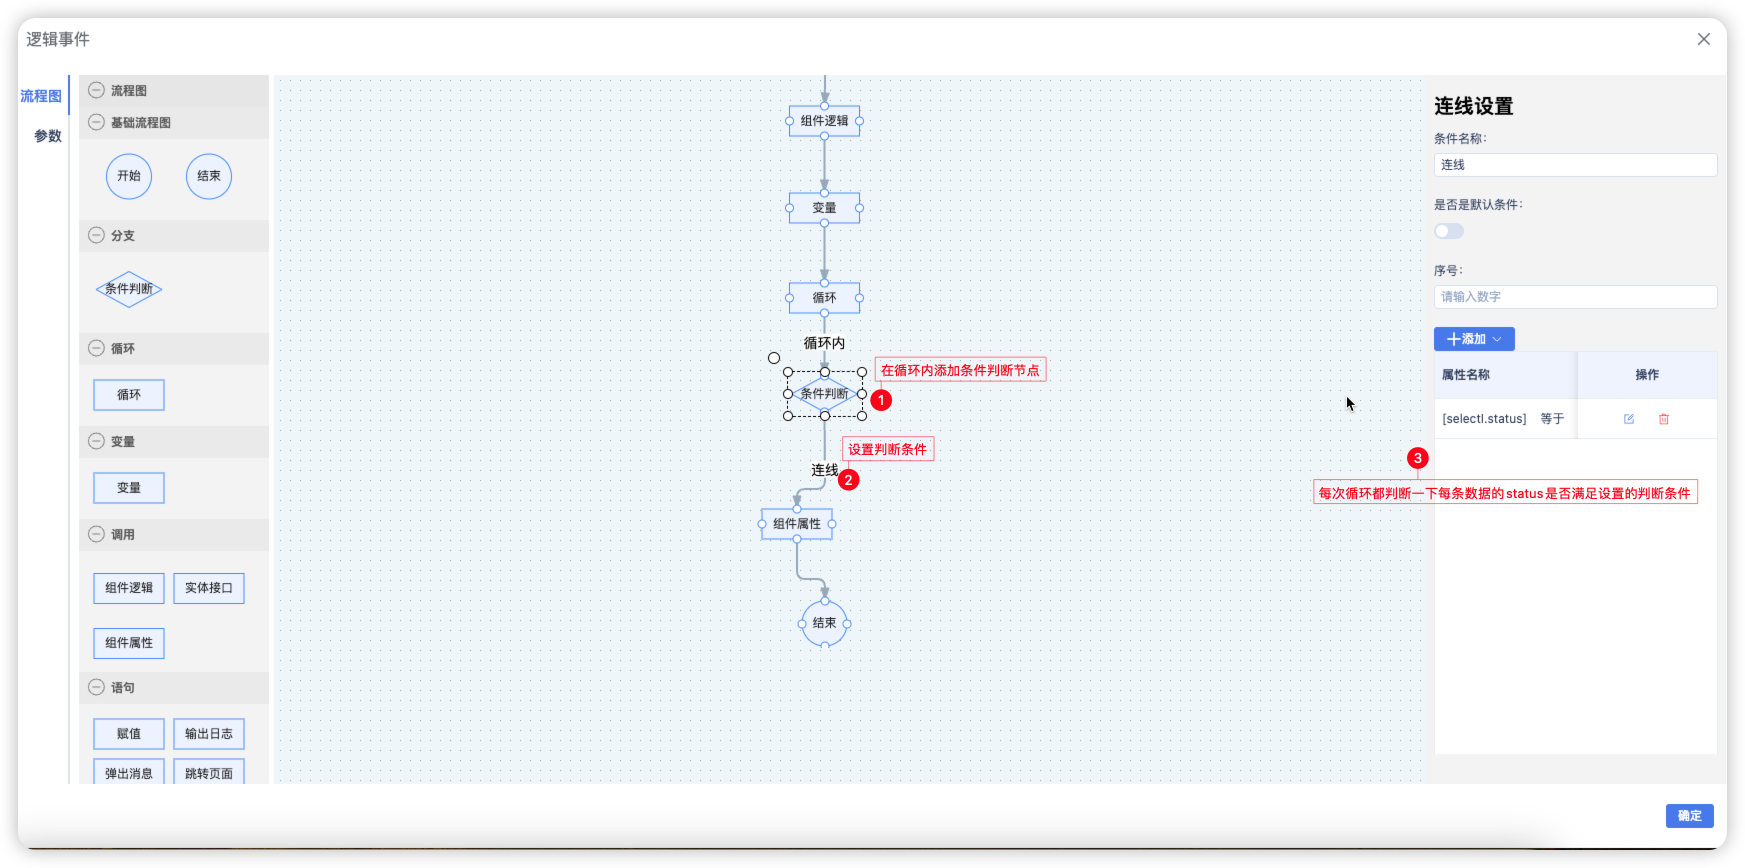 逻辑事件
流程图
参数
流程图
基础流程图
开始
结束
分支
条件判断
循环
循环
变量
变量
调用
组件逻辑
实体接口
组件属性
语句
赋值
输出日志
弹出消息
跳转页面
组件逻辑
变量
循环
循环内
条件判断
在循环内添加条件判断节点
1
设置判断条件
连线
2
组件属性
结束
连线设置
条件名称:
连线
是否是默认条件:
序号:
请输入数字
添加
属性名称
操作
[selectl.status] 等于
3
每次循环都判断一下每条数据的status是否满足设置的判断条件
确定